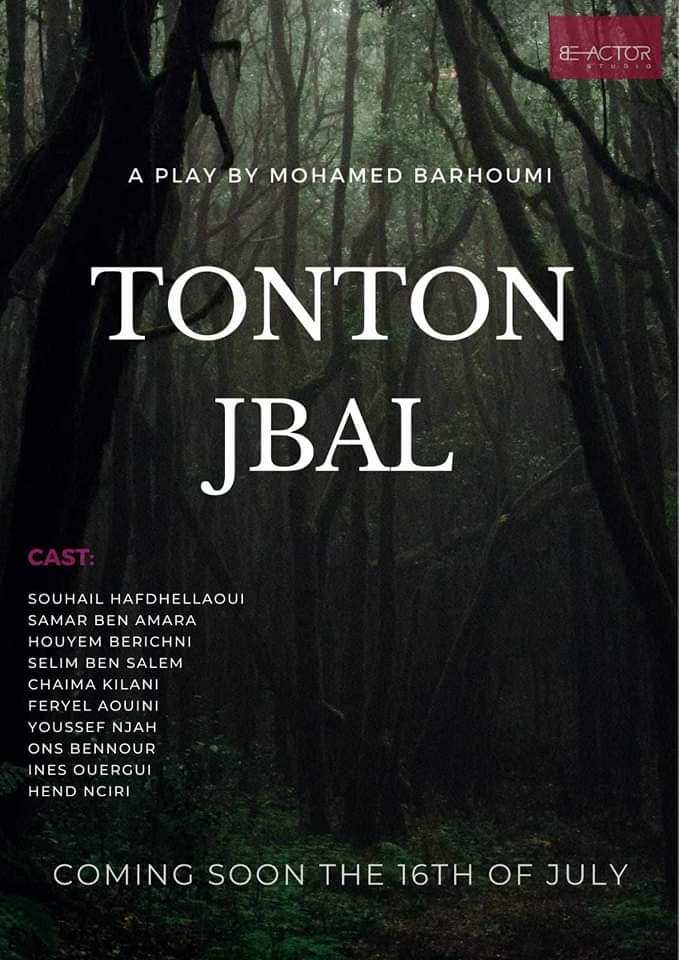 BE-ACTOR
STUDIO
A PLAY BY MOHAMED BARHOUMI
TONTON
JBAL
CAST:
SOUHAIL HAFDHELLAOUI
SAMAR BEN AMARA
HOUYEM BERICHNI
SELIM BEN SALEM
CHAIMA KILANI
FERYEL AOUINI
YOUSSEF NJAH
ONS BENNOUR
INES OUERGUI
HEND NCIRI
COMING SOON THE 16TH OF JULY